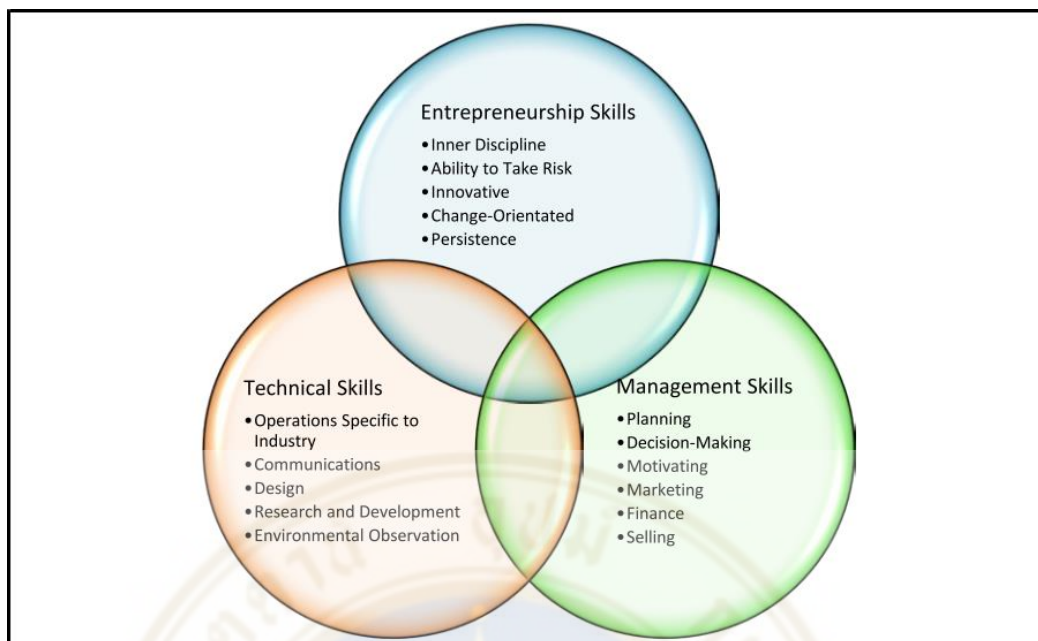 Entrepreneurship Skills
•Inner Discipline
•Ability to Take Risk
•Innovative
•Change-Orientated
•Persistence
Technical Skills
•Operations Specific to
Industry
•Communications
•Design
•Research and Development
•Environmental Observation
Management Skills
•Planning
•Decision-Making
•Motivating
•Marketing
•Finance
•Selling